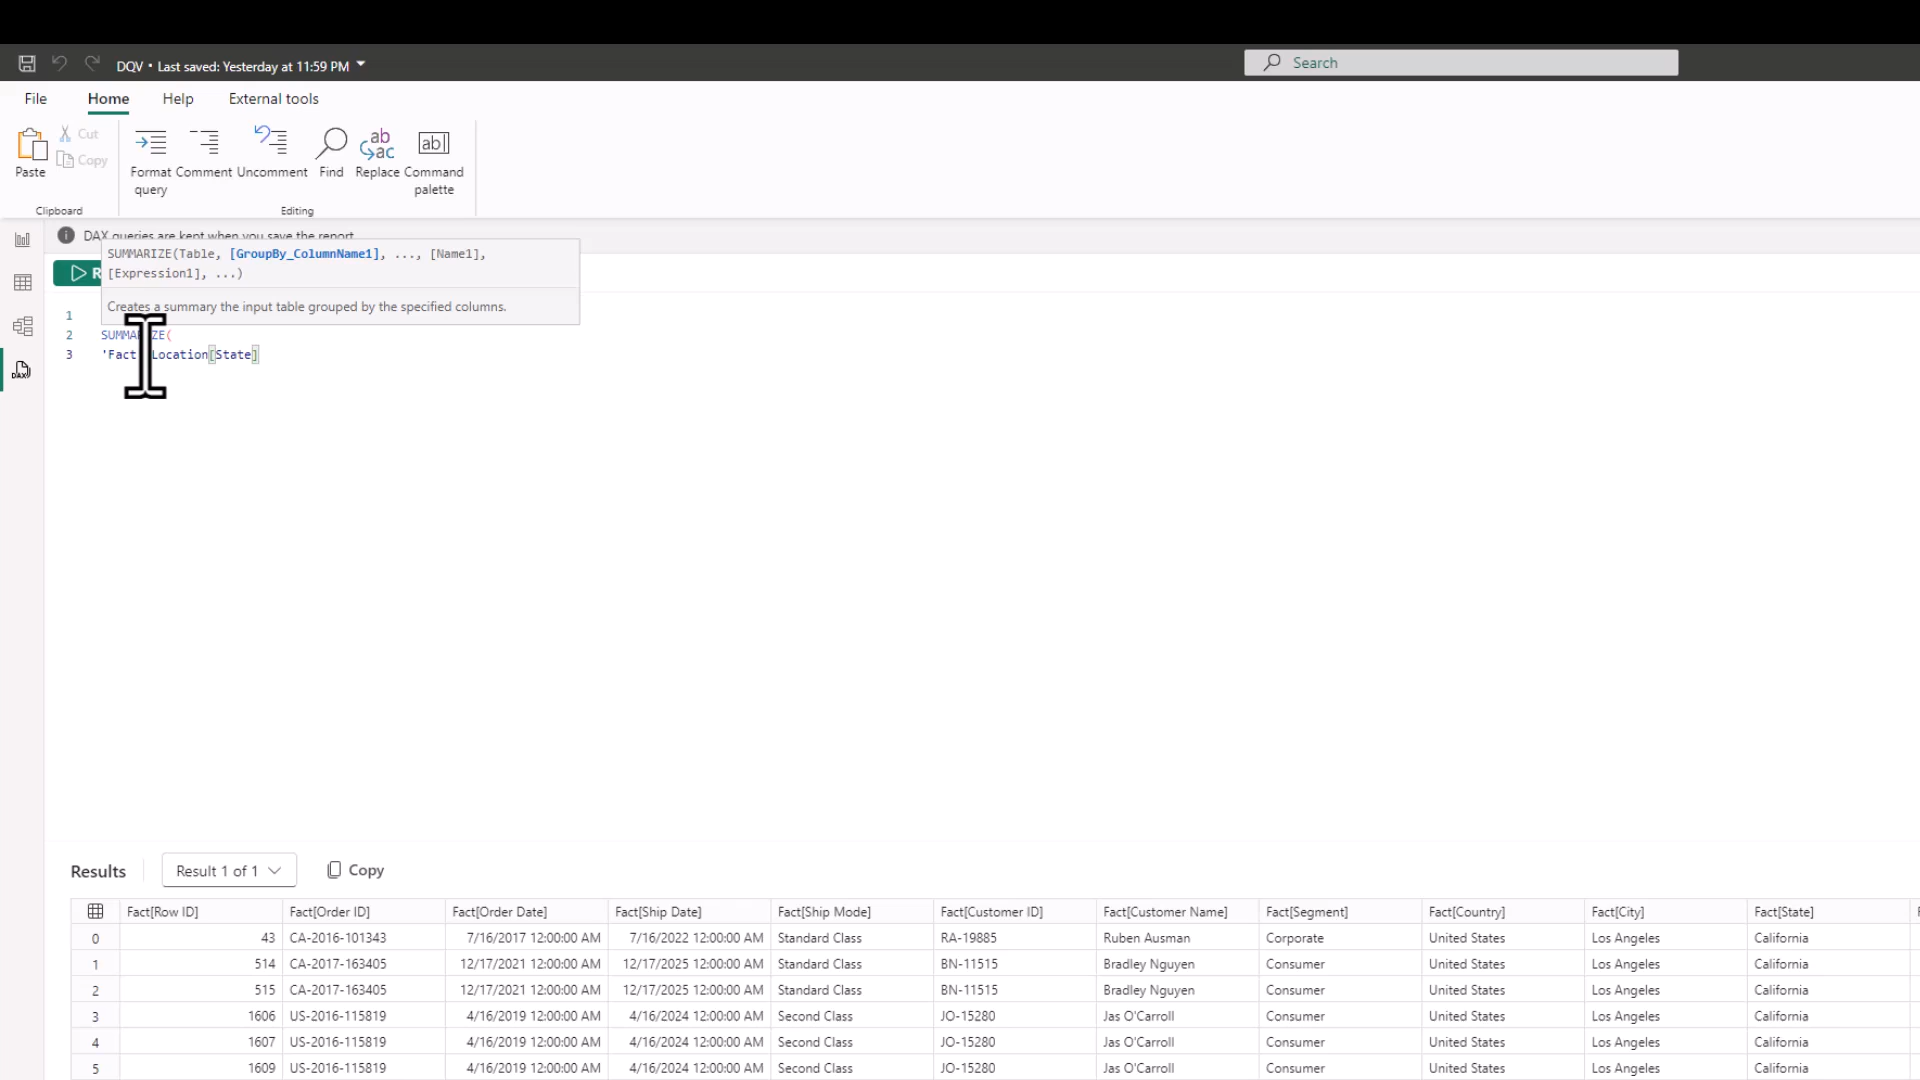 DQV • Last saved: Yesterday at 11:59 PM
Search
File Home Help External tools
Paste
Cut
Copy
Format query
Comment
Uncomment
Find
Replace
Command palette
Clipboard
Editing
DAX queries are kept when you save the report
SUMMARIZE(Table, [GroupBy_ColumnName1], ..., [Name1],
[Expression1], ...)
Creates a summary the input table grouped by the specified columns.
R
1
2 SUMMARIZE(
3 'Fact Location[State]
DAX
Results Result 1 of 1 Copy
Fact[Row ID] Fact[Order ID] Fact[Order Date] Fact[Ship Date] Fact[Ship Mode] Fact[Customer ID] Fact[Customer Name] Fact[Segment] Fact[Country] Fact[City] Fact[State] F
0 43 CA-2016-101343 7/16/2017 12:00:00 AM 7/16/2022 12:00:00 AM Standard Class RA-19885 Ruben Ausman Corporate United States Los Angeles California
1 514 CA-2017-163405 12/17/2021 12:00:00 AM 12/17/2025 12:00:00 AM Standard Class BN-11515 Bradley Nguyen Consumer United States Los Angeles California
2 515 CA-2017-163405 12/17/2021 12:00:00 AM 12/17/2025 12:00:00 AM Standard Class BN-11515 Bradley Nguyen Consumer United States Los Angeles California
3 1606 US-2016-115819 4/16/2019 12:00:00 AM 4/16/2024 12:00:00 AM Second Class JO-15280 Jas O'Carroll Consumer United States Los Angeles California
4 1607 US-2016-115819 4/16/2019 12:00:00 AM 4/16/2024 12:00:00 AM Second Class JO-15280 Jas O'Carroll Consumer United States Los Angeles California
5 1609 US-2016-115819 4/16/2019 12:00:00 AM 4/16/2024 12:00:00 AM Second Class JO-15280 Jas O'Carroll Consumer United States Los Angeles California